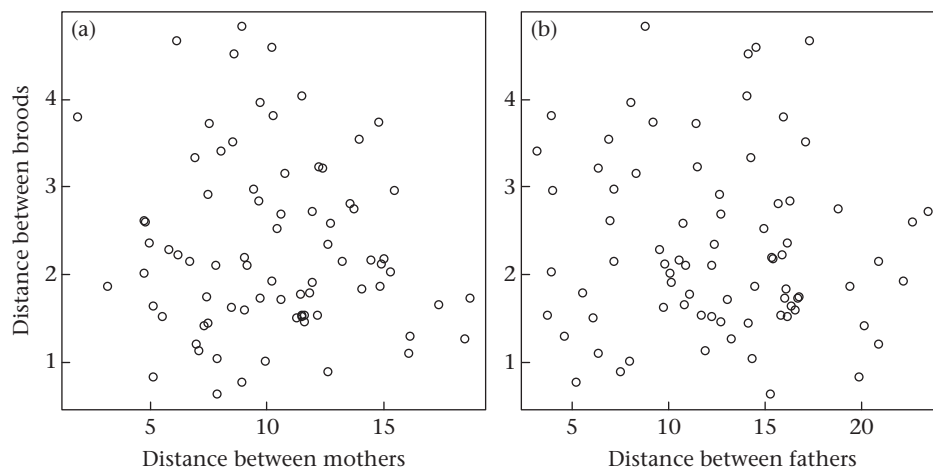 (a) (b)
Distance between broods
4
3
2
1
4
3
2
1
5 10 15
5 10 15 20
Distance between mothers
Distance between fathers